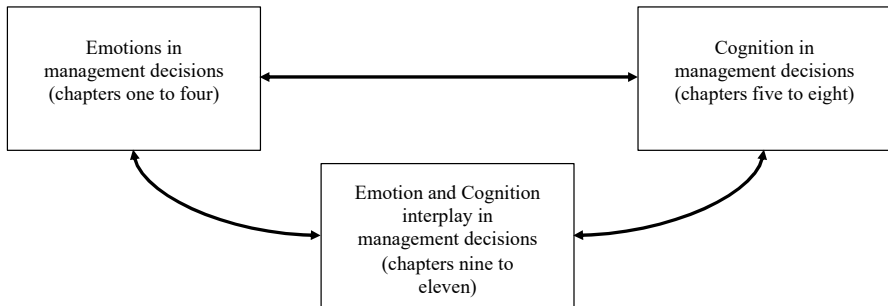 Emotions in
management decisions
(chapters one to four)
Cognition in
management decisions
(chapters five to eight)
Emotion and Cognition
interplay in
management decisions
(chapters nine to
eleven)